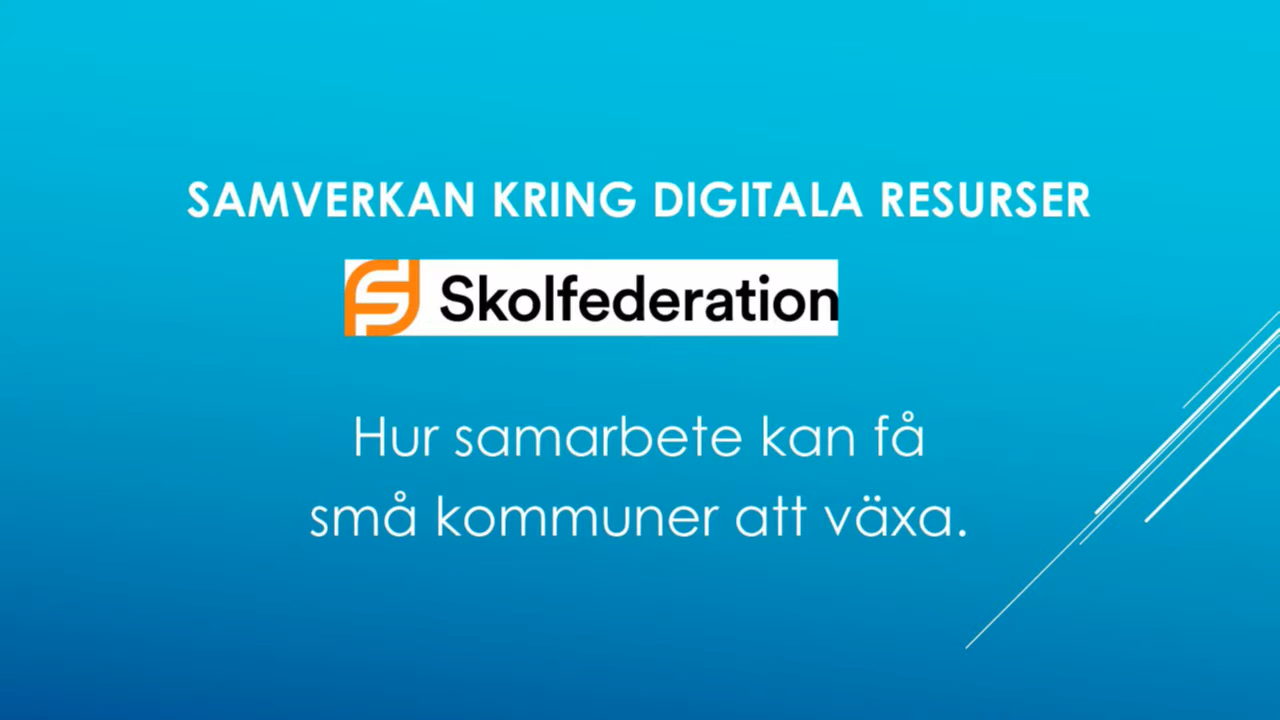 SAMVERKAN KRING DIGITALA RESURSER
Skolfederation
Hur samarbete kan få
små kommuner att växa.